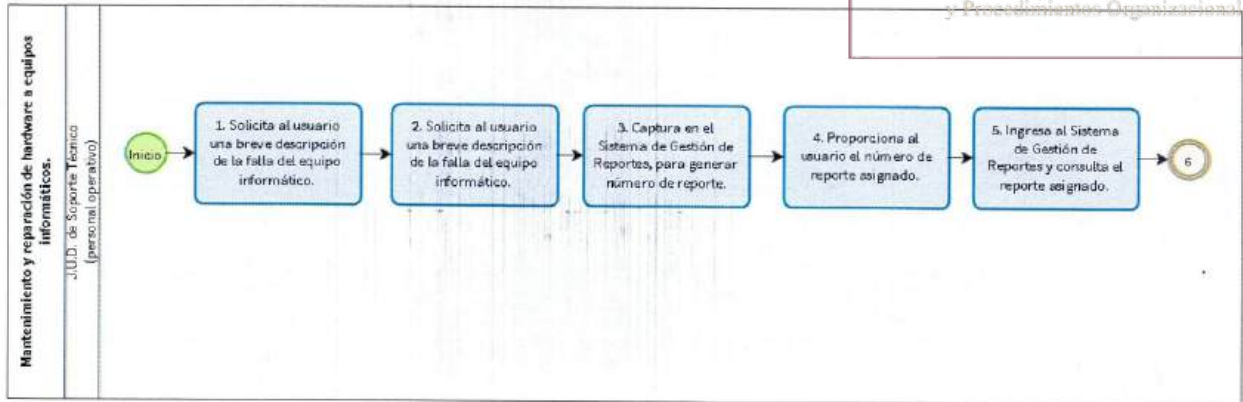 y Procedimientos Organizacional
Mantenimiento y reparación de hardware a equipos
informáticos.
J.U.D. de Soporte Técnico
(personal operativo)
Inicio
1. Solicita al usuario
una breve descripción
de la falla del equipo
informático.
2. Solicita al usuario
una breve descripción
de la falla del equipo
informático.
3. Captura en el
Sistema de Gestión de
Reportes, para generar
número de reporte.
4. Proporciona al
usuario el número de
reporte asignado.
5. Ingresa al Sistema
de Gestión de
Reportes y consulta el
reporte asignado.
6